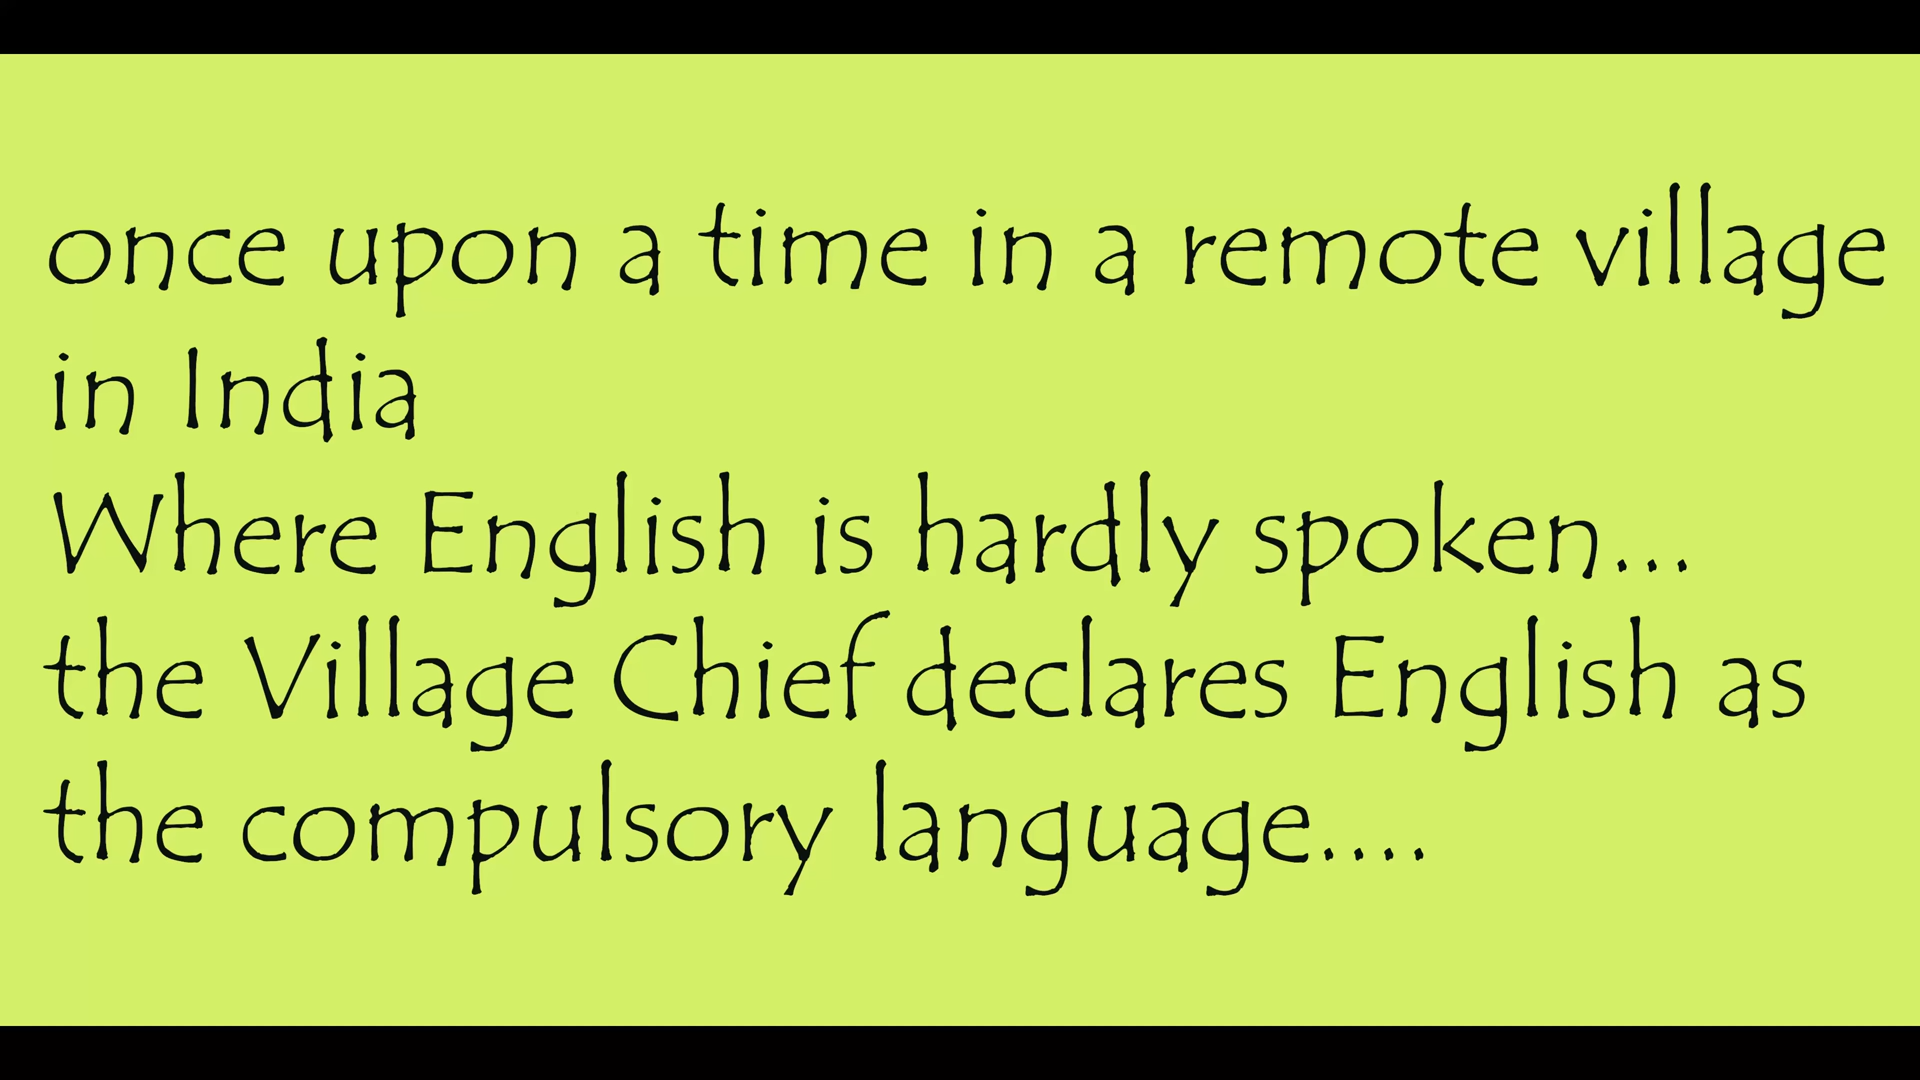 once upon a time in a remote village
in India
Where English is hardly spoken...
the Village Chief declares English as
the compulsory language....